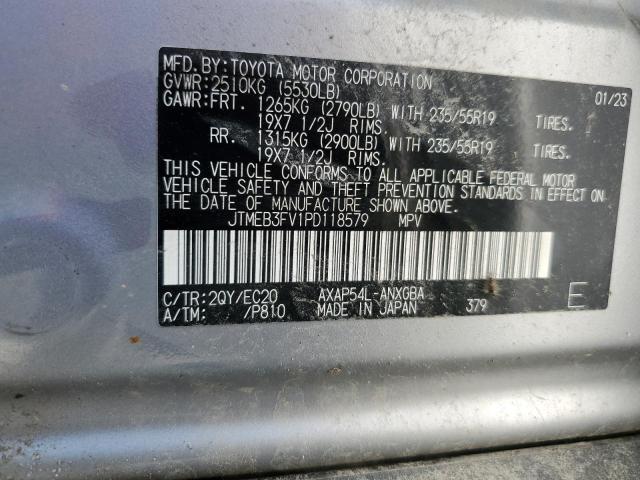 MFD. BY: TOYOTA MOTOR CORPORATION 01/23
GVWR: 2510KG (5530LB)
GAWR: FRT. 1265KG (2790LB) WITH 235/55R19 TIRES.
19X7 1/2J RIMS.
RR. 1315KG (2900LB) WITH 235/55R19 TIRES.
19X7 1/2J RIMS.
THIS VEHICLE CONFORMS TO ALL APPLICABLE FEDERAL MOTOR
VEHICLE SAFETY AND THEFT PREVENTION STANDARDS IN EFFECT ON
THE DATE OF MANUFACTURE SHOWN ABOVE.
JTMEB3FV1PD118579 MPV
C/TR: 2QY/EC20 AXAP54L-ANXGBA
A/TM: /P810 MADE IN JAPAN 379 E